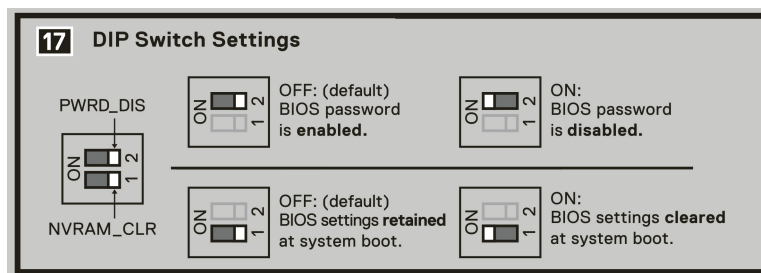 17 DIP Switch Settings
PWRD_DIS
ON 2
1
NVRAM_CLR
ON 2
1
OFF: (default)
BIOS password
is enabled.
ON 2
1
ON:
BIOS password
is disabled.
ON 2
1
OFF: (default)
BIOS settings retained
at system boot.
ON 2
1
ON:
BIOS settings cleared
at system boot.